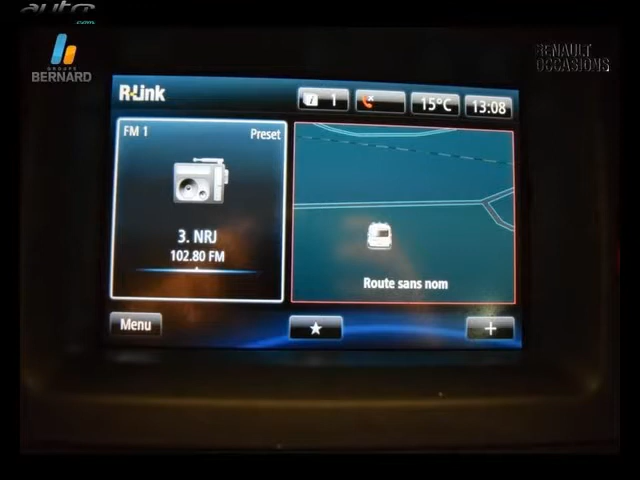 auto
.com
GROUPE
BERNARD
RENAULT
OCCASIONS
R-Link
1
15°C
13:08
FM 1
Preset
3. NRJ
102.80 FM
Route sans nom
Menu